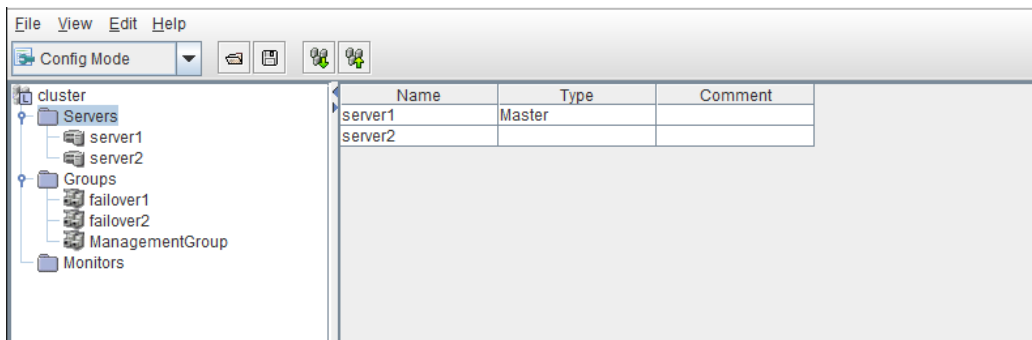 File View Edit Help
Config Mode
cluster
Servers
server1
server2
Groups
failover1
failover2
ManagementGroup
Monitors
Name Type Comment
server1 Master
server2